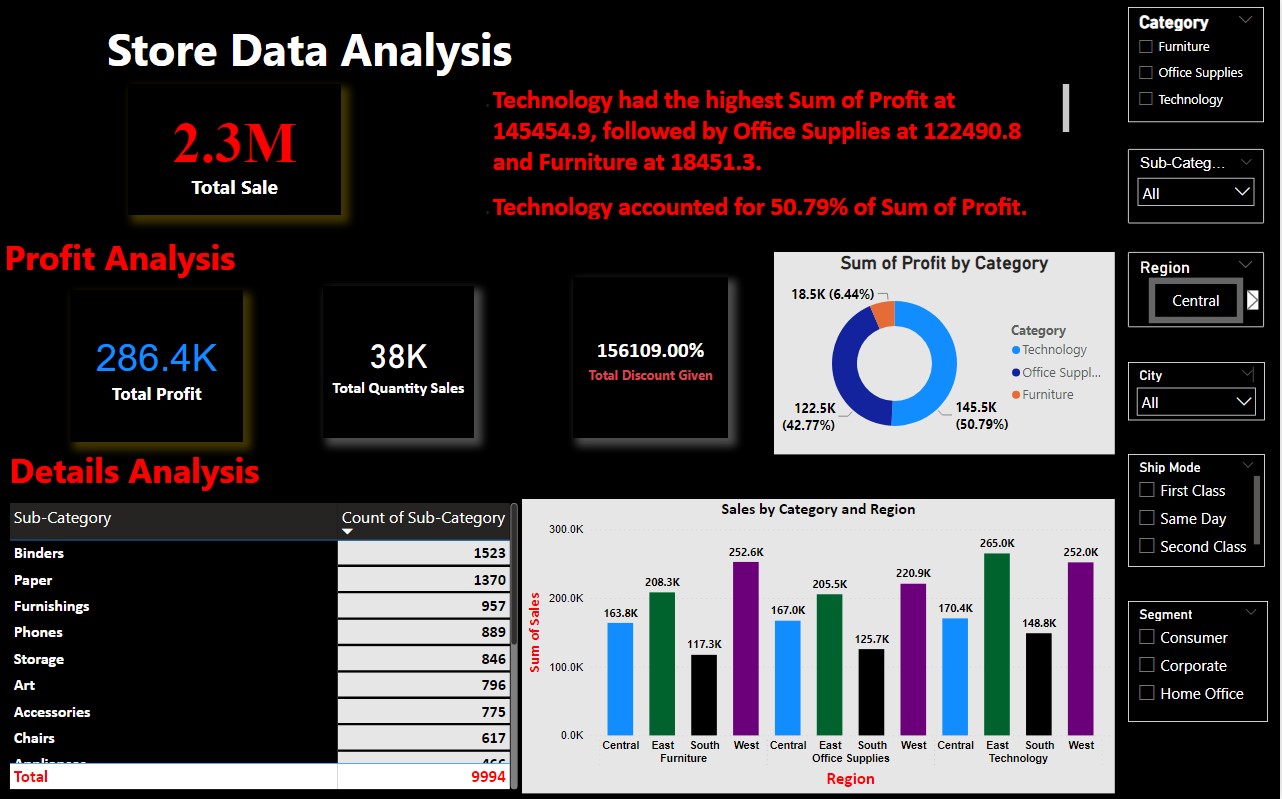 Store Data Analysis
2.3M
Total Sale
Technology had the highest Sum of Profit at
145454.9, followed by Office Supplies at 122490.8
and Furniture at 18451.3.
Technology accounted for 50.79% of Sum of Profit.
Profit Analysis
286.4K
Total Profit
38K
Total Quantity Sales
156109.00%
Total Discount Given
Sum of Profit by Category
18.5K (6.44%)
122.5K
(42.77%)
145.5K
(50.79%)
Category
Technology
Office Suppl...
Furniture
Details Analysis
Sub-Category Count of Sub-Category
Binders 1523
Paper 1370
Furnishings 957
Phones 889
Storage 846
Art 796
Accessories 775
Chairs 617
Appliances 466
Total 9994
Sales by Category and Region
Sum of Sales
300.0K
200.0K
100.0K
0.0K
163.8K 208.3K 117.3K 252.6K 167.0K 205.5K 125.7K 220.9K 170.4K 265.0K 148.8K 252.0K
Central East South West Central East South West Central East South West
Furniture Office Supplies Technology
Region
Category
Furniture
Office Supplies
Technology
Sub-Categ...
All
Region
Central
City
All
Ship Mode
First Class
Same Day
Second Class
Segment
Consumer
Corporate
Home Office